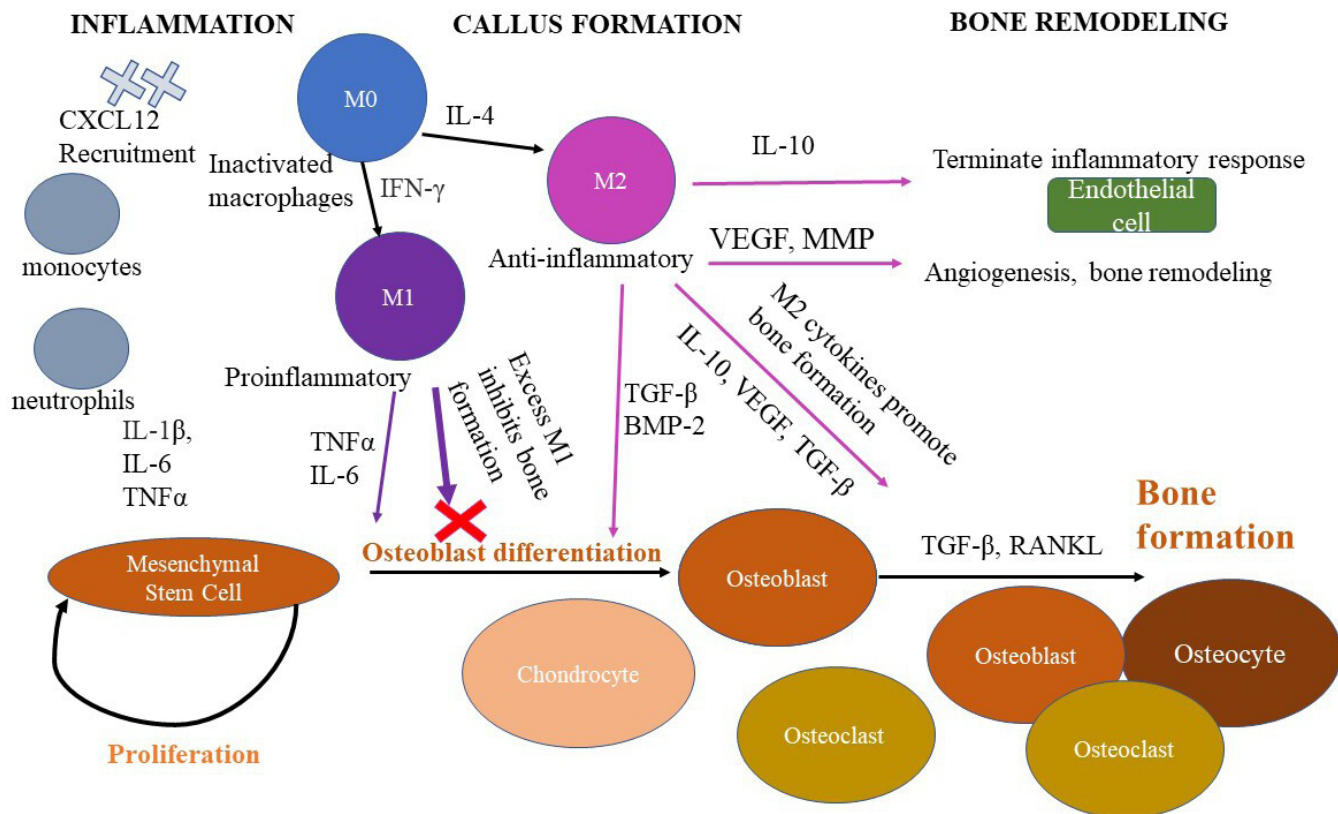 INFLAMMATION
CALLUS FORMATION
BONE REMODELING
CXCL12
Recruitment
monocytes
neutrophils
IL-1β,
IL-6
TNFα
M0
Inactivated
macrophages
IL-4
IFN-γ
M1
Proinflammatory
TNFα
IL-6
Excess M1
inhibits bone
formation
M2
Anti-inflammatory
IL-10
Terminate inflammatory response
Endothelial
cell
VEGF, MMP
Angiogenesis, bone remodeling
M2 cytokines promote
bone formation
IL-10, VEGF, TGF-β
TGF-β
BMP-2
Mesenchymal
Stem Cell
Proliferation
Osteoblast differentiation
Osteoblast
Chondrocyte
Osteoclast
TGF-β, RANKL
Bone
formation
Osteoblast
Osteocyte
Osteoclast